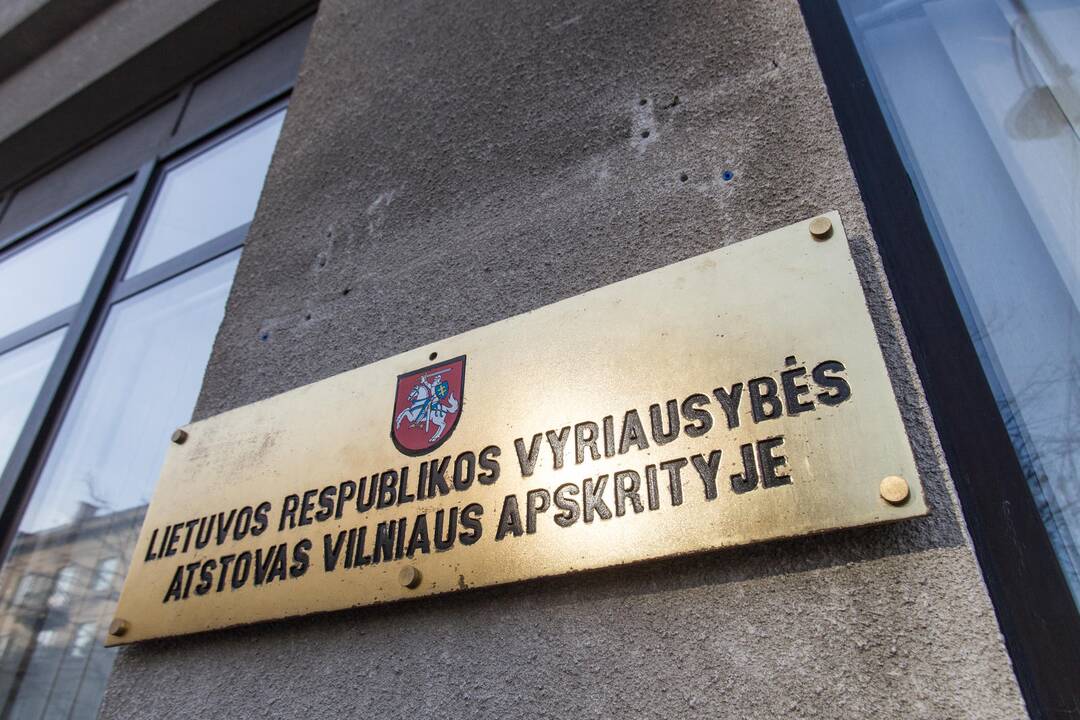 LIETUVOS RESPUBLIKOS VYRIAUSYBĖS
ATSTOVAS VILNIAUS APSKRITYJE